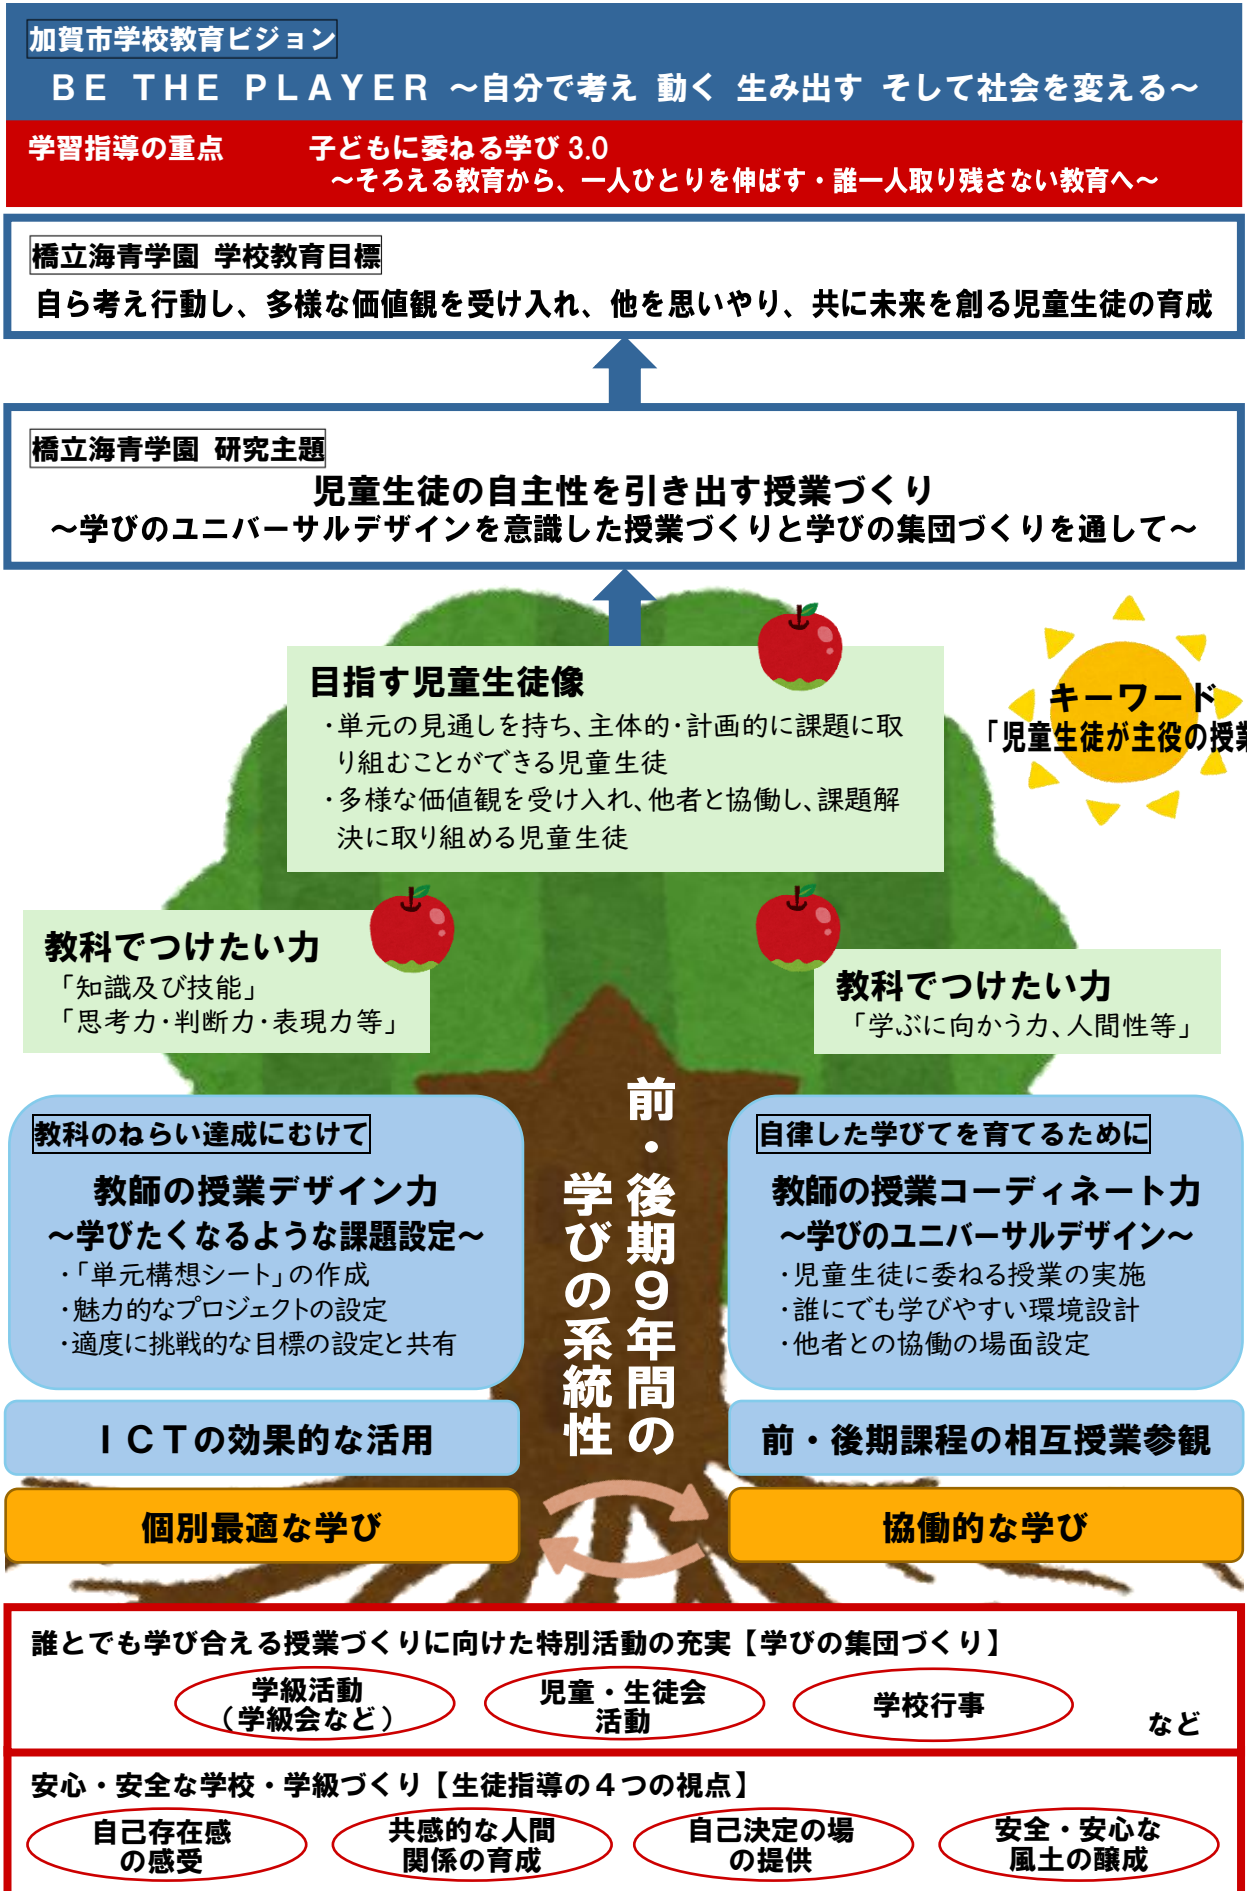 加賀市学校教育ビジョン
BE THE PLAYER ～自分で考え 動く 生み出す そして社会を変える～
学習指導の重点 子どもに委ねる学び 3.0
～そろえる教育から、一人ひとりを伸ばす・誰一人取り残さない教育へ～
橋立海青学園 学校教育目標
自ら考え行動し、多様な価値観を受け入れ、他を思いやり、共に未来を創る児童生徒の育成
橋立海青学園 研究主題
児童生徒の自主性を引き出す授業づくり
～学びのユニバーサルデザインを意識した授業づくりと学びの集団づくりを通して～
目指す児童生徒像
・単元の見通しを持ち、主体的・計画的に課題に取
り組むことができる児童生徒
・多様な価値観を受け入れ、他者と協働し、課題解
決に取り組める児童生徒
キーワード
「児童生徒が主役の授業
教科でつけたい力
「知識及び技能」
「思考力・判断力・表現力等」
教科でつけたい力
「学ぶに向かう力、人間性等」
前・後期９年間の
学びの系統性
教科のねらい達成にむけて
教師の授業デザイン力
～学びたくなるような課題設定～
・「単元構想シート」の作成
・魅力的なプロジェクトの設定
・適度に挑戦的な目標の設定と共有
自律した学びてを育てるために
教師の授業コーディネート力
～学びのユニバーサルデザイン～
・児童生徒に委ねる授業の実施
・誰にでも学びやすい環境設計
・他者との協働の場面設定
ＩＣＴの効果的な活用
前・後期課程の相互授業参観
個別最適な学び
協働的な学び
誰とでも学び合える授業づくりに向けた特別活動の充実【学びの集団づくり】
学級活動
（学級会など）
児童・生徒会
活動
学校行事
など
安心・安全な学校・学級づくり【生徒指導の４つの視点】
自己存在感
の感受
共感的な人間
関係の育成
自己決定の場
の提供
安全・安心な
風土の醸成